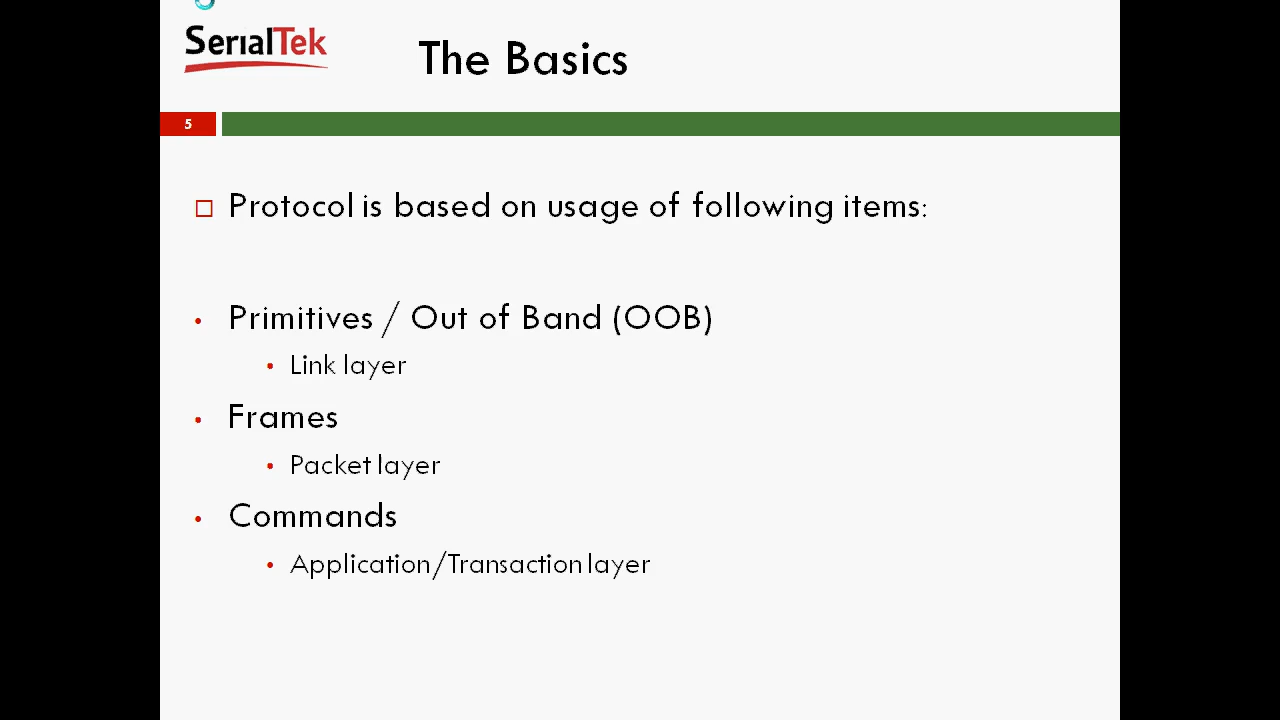 SerialTek
The Basics
5
Protocol is based on usage of following items:
Primitives / Out of Band (OOB)
Link layer
Frames
Packet layer
Commands
Application/Transaction layer